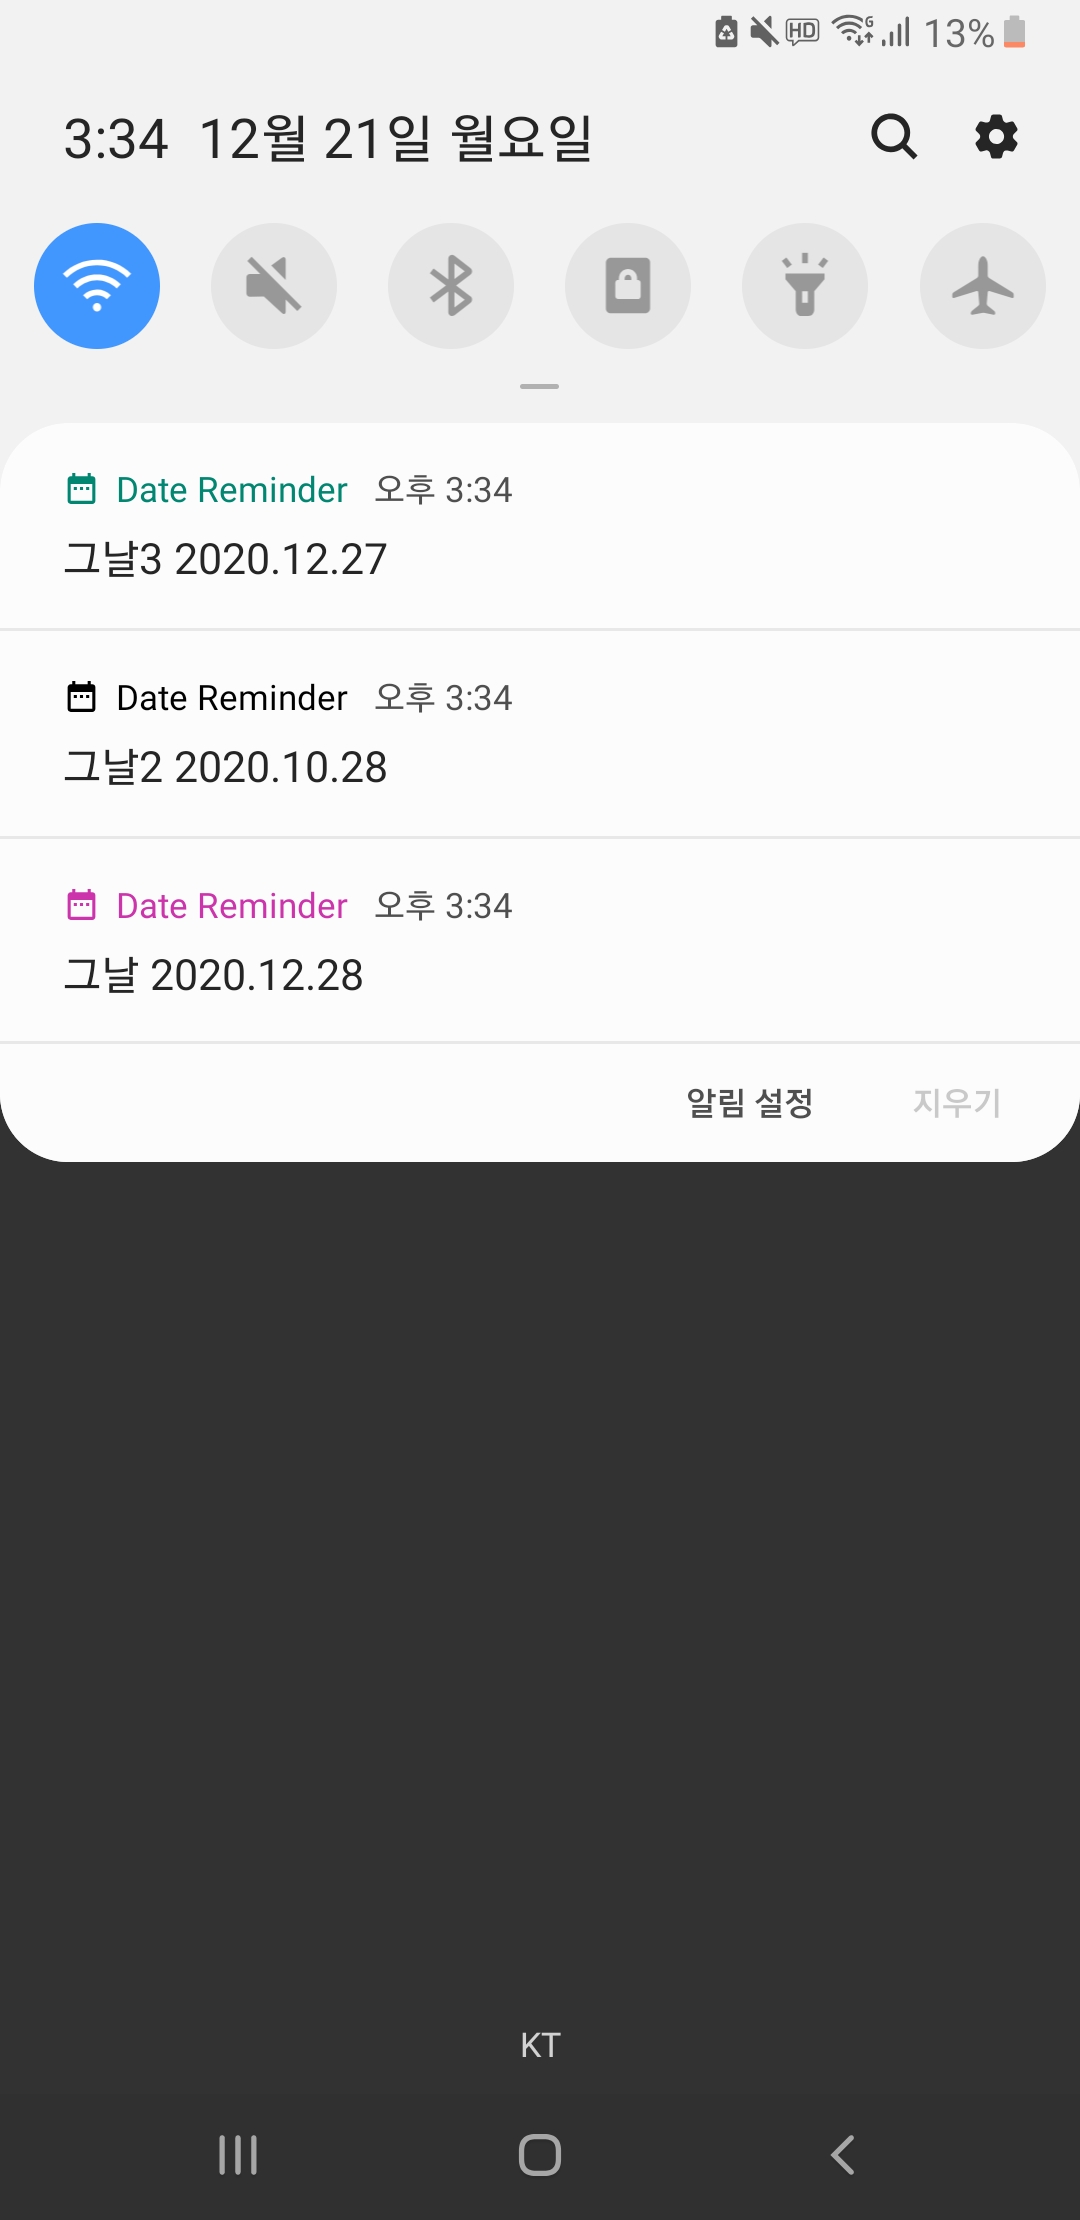 HD G 13%
3:34 12월 21일 월요일
Date Reminder 오후 3:34
그날3 2020.12.27
Date Reminder 오후 3:34
그날2 2020.10.28
Date Reminder 오후 3:34
그날 2020.12.28
알림 설정 지우기
KT